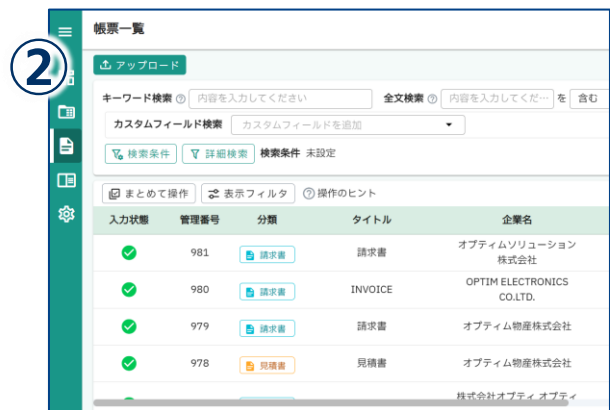 ②
帳票一覧
アップロード
キーワード検索 内容を入力してください 全文検索 内容を入力してくだ… を 含む
カスタムフィールド検索 カスタムフィールドを追加
検索条件 詳細検索 検索条件 未設定
まとめて操作 表示フィルタ 操作のヒント
入力状態 管理番号 分類 タイトル 企業名
981 請求書 請求書 オプティムソリューション
株式会社
980 請求書 INVOICE OPTIM ELECTRONICS
CO.LTD.
979 請求書 請求書 オプティム物産株式会社
978 見積書 見積書 オプティム物産株式会社
株式会社オプティ オプティ